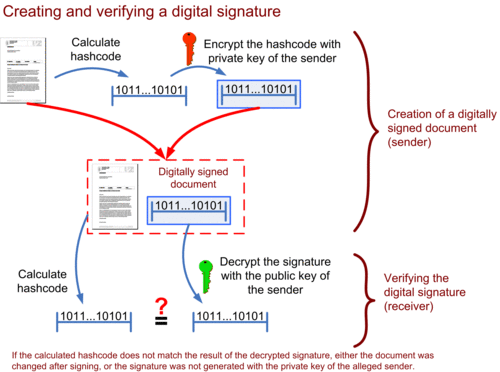 Creating and verifying a digital signature
Calculate
hashcode
Encrypt the hashcode with
private key of the sender
1011...10101
1011...10101
Creation of a digitally
signed document
(sender)
Digitally signed
document
1011...10101
Decrypt the signature
with the public key of
the sender
Calculate
hashcode
Verifying the
digital signature
(receiver)
1011...10101
?
=
1011...10101
If the calculated hashcode does not match the result of the decrypted signature, either the document was
changed after signing, or the signature was not generated with the private key of the alleged sender.